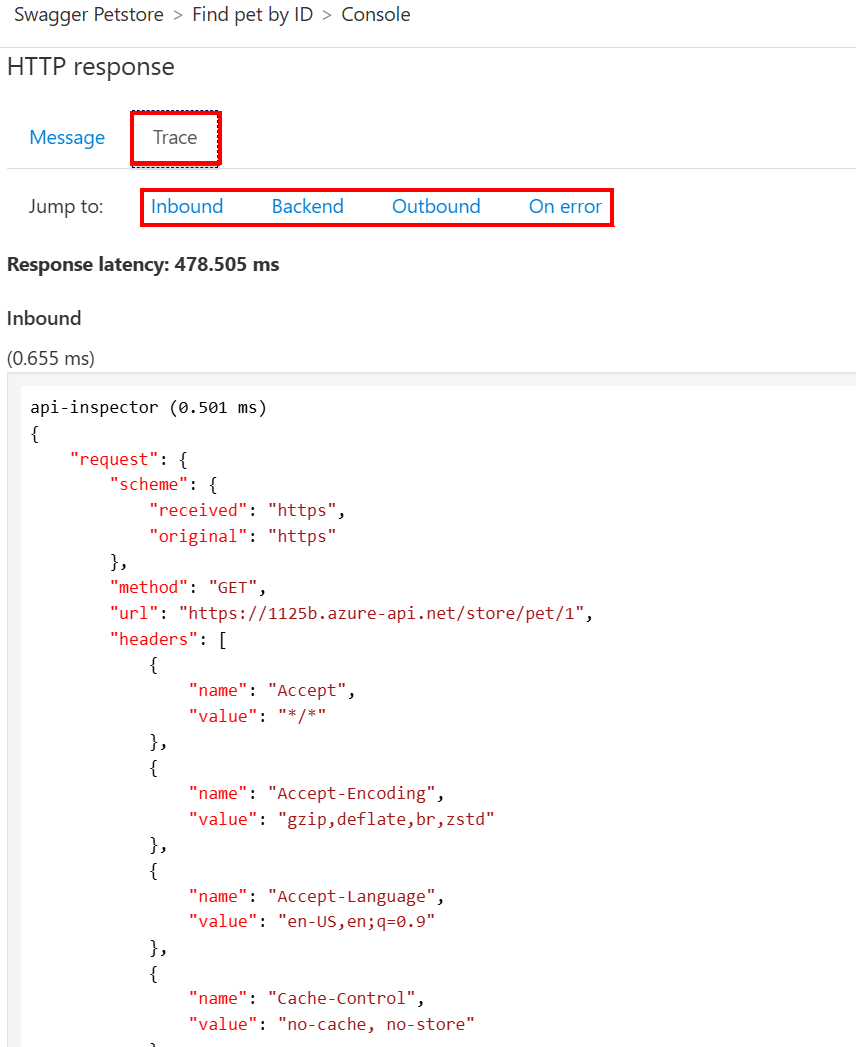 Swagger Petstore > Find pet by ID > Console
HTTP response
Message Trace
Jump to: Inbound Backend Outbound On error
Response latency: 478.505 ms
Inbound
(0.655 ms)
api-inspector (0.501 ms)
{
    "request": {
        "scheme": {
            "received": "https",
            "original": "https"
        },
        "method": "GET",
        "url": "https://1125b.azure-api.net/store/pet/1",
        "headers": [
            {
                "name": "Accept",
                "value": "*/*"
            },
            {
                "name": "Accept-Encoding",
                "value": "gzip,deflate,br,zstd"
            },
            {
                "name": "Accept-Language",
                "value": "en-US,en;q=0.9"
            },
            {
                "name": "Cache-Control",
                "value": "no-cache, no-store"